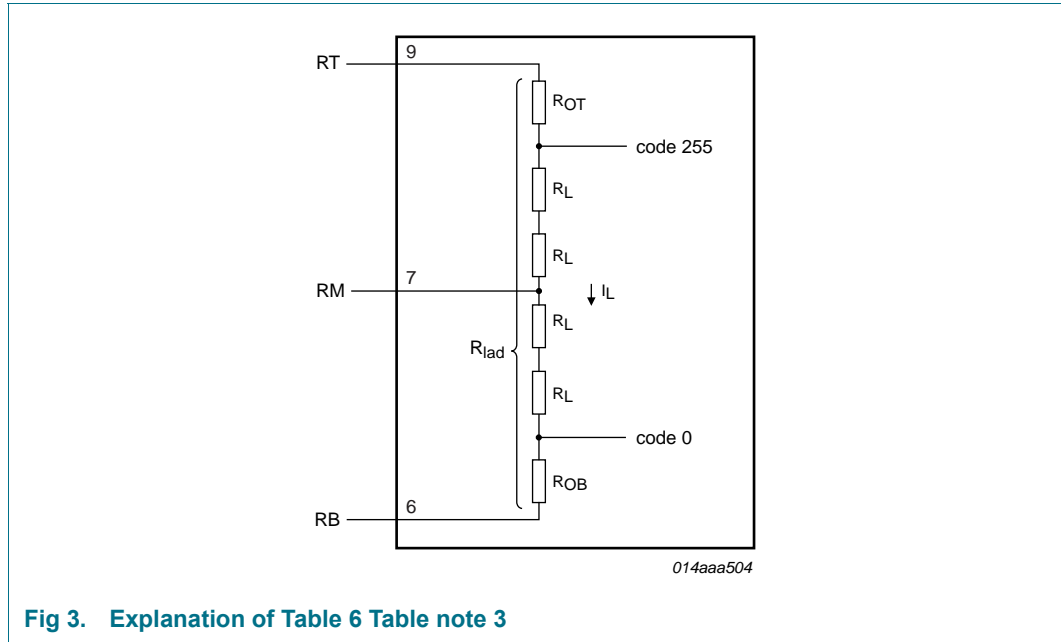 RT
9
ROT
code 255
RL
RL
RM
7
IL
RL
Rlad
RL
code 0
ROB
RB
6
014aaa504
Fig 3. Explanation of Table 6 Table note 3